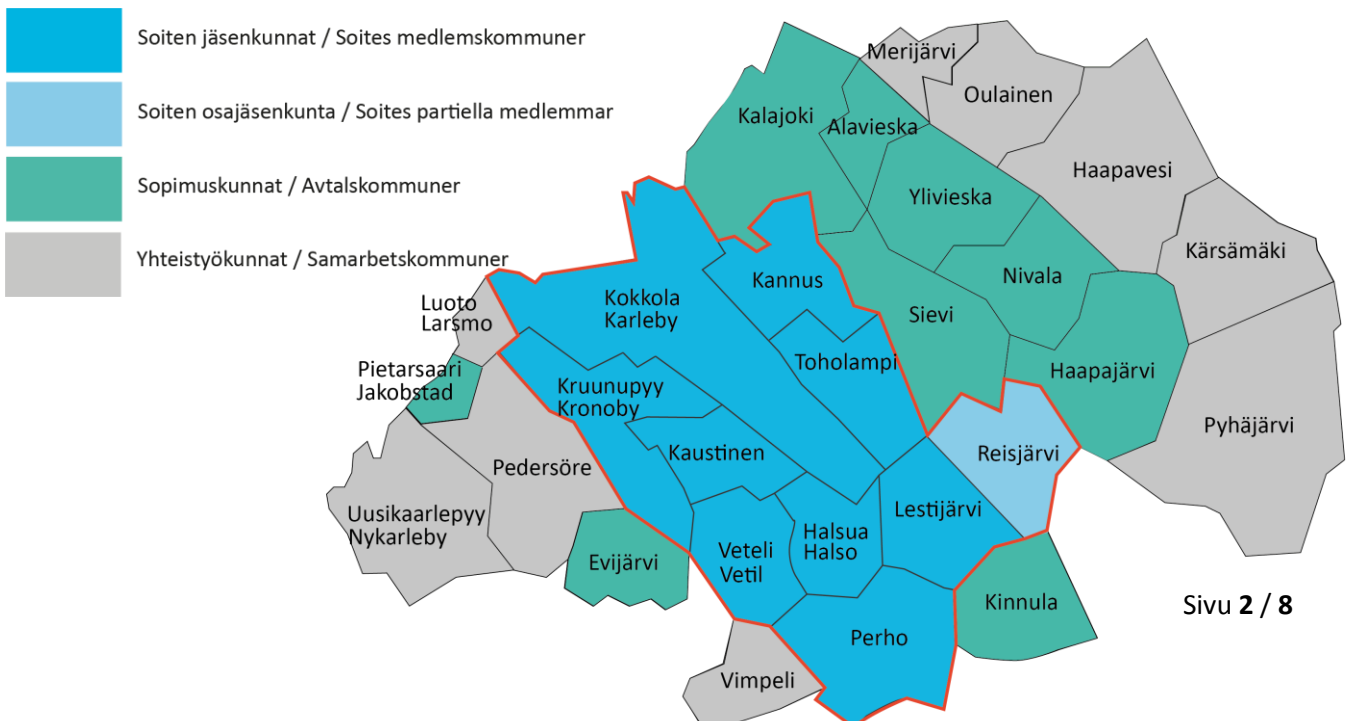 Soiten jäsenkunnat / Soites medlemskommuner
Soiten osajäsenkunta / Soites partiella medlemmar
Sopimuskunnat / Avtalskommuner
Yhteistyökunnat / Samarbetskommuner
Merijärvi
Oulainen
Kalajoki
Alavieska
Haapavesi
Ylivieska
Kärsämäki
Nivala
Kannus
Luoto
Larsmo
Kokkola
Karleby
Sievi
Pietarsaari
Jakobstad
Toholampi
Haapajärvi
Kruunupyy
Kronoby
Pyhäjärvi
Kaustinen
Reisjärvi
Pedersöre
Uusikaarlepyy
Nykarleby
Lestijärvi
Halsua
Halso
Veteli
Vetil
Evijärvi
Kinnula
Sivu 2 / 8
Perho
Vimpeli